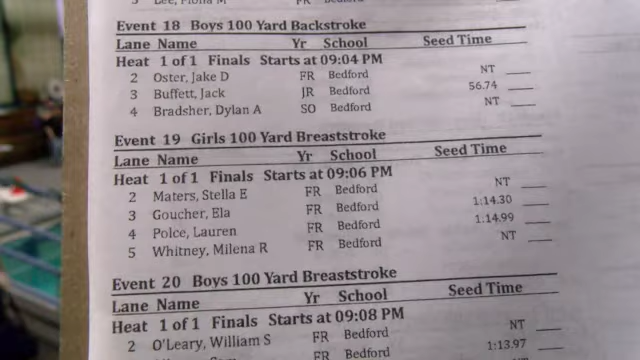 5 Lee, Fiona M FR Bedford
Event 18 Boys 100 Yard Backstroke
Lane Name Yr School Seed Time
Heat 1 of 1 Finals Starts at 09:04 PM
2 Oster, Jake D FR Bedford NT
3 Buffett, Jack JR Bedford 56.74
4 Bradsher, Dylan A SO Bedford NT
Event 19 Girls 100 Yard Breaststroke
Lane Name Yr School Seed Time
Heat 1 of 1 Finals Starts at 09:06 PM
2 Maters, Stella E FR Bedford NT
3 Goucher, Ela FR Bedford 1:14.30
4 Polce, Lauren FR Bedford 1:14.99
5 Whitney, Milena R FR Bedford NT
Event 20 Boys 100 Yard Breaststroke
Lane Name Yr School Seed Time
Heat 1 of 1 Finals Starts at 09:08 PM
2 O'Leary, William S FR Bedford NT
FR Bedford 1:13.97